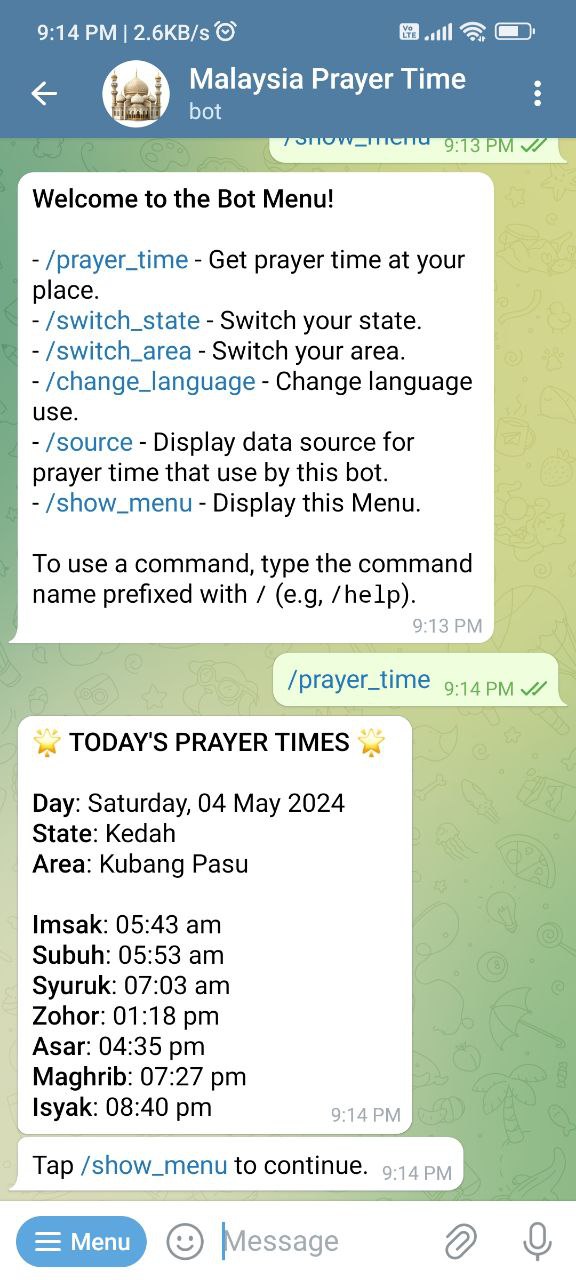 9:14 PM | 2.6KB/s
Vo
LTE
Malaysia Prayer Time
bot
/show_menu 9:13 PM
Welcome to the Bot Menu!
- /prayer_time - Get prayer time at your
place.
- /switch_state - Switch your state.
- /switch_area - Switch your area.
- /change_language - Change language
use.
- /source - Display data source for
prayer time that use by this bot.
- /show_menu - Display this Menu.
To use a command, type the command
name prefixed with / (e.g, /help).
9:13 PM
/prayer_time 9:14 PM
🌟 TODAY'S PRAYER TIMES 🌟
Day: Saturday, 04 May 2024
State: Kedah
Area: Kubang Pasu
Imsak: 05:43 am
Subuh: 05:53 am
Syuruk: 07:03 am
Zohor: 01:18 pm
Asar: 04:35 pm
Maghrib: 07:27 pm
Isyak: 08:40 pm
9:14 PM
Tap /show_menu to continue. 9:14 PM
Menu
Message